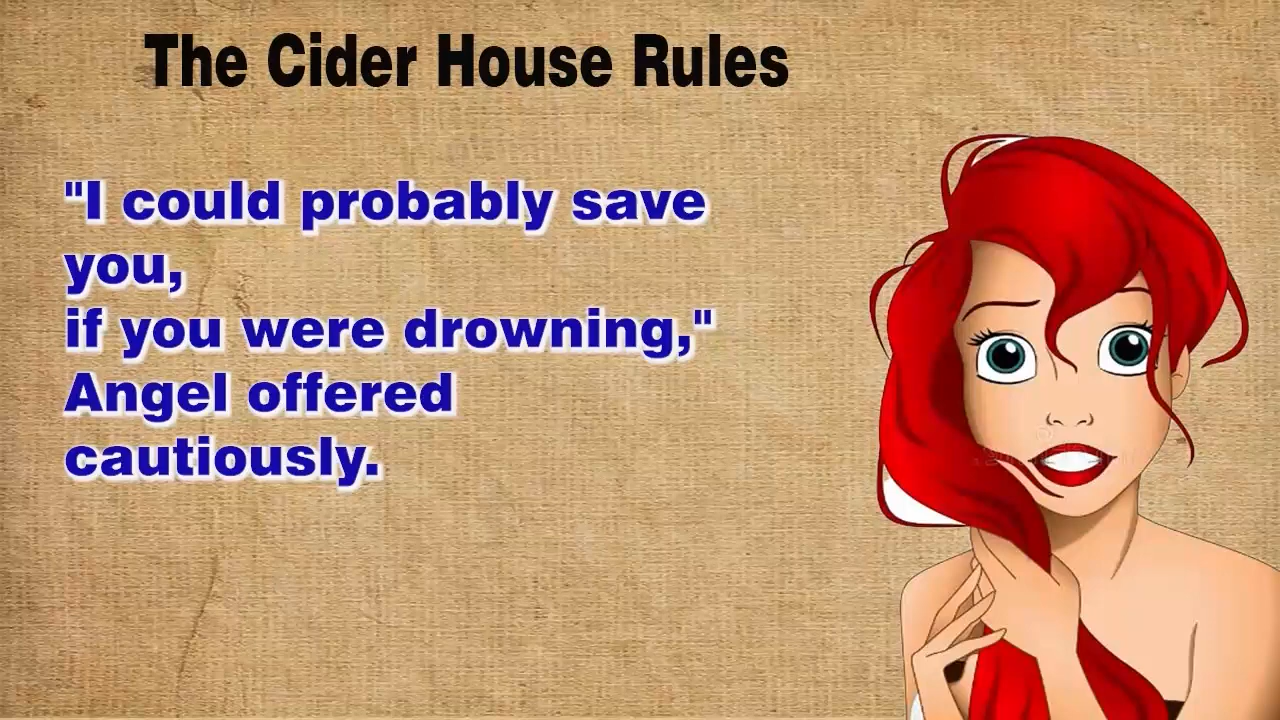 The Cider House Rules
"I could probably save
you,
if you were drowning,"
Angel offered
cautiously.